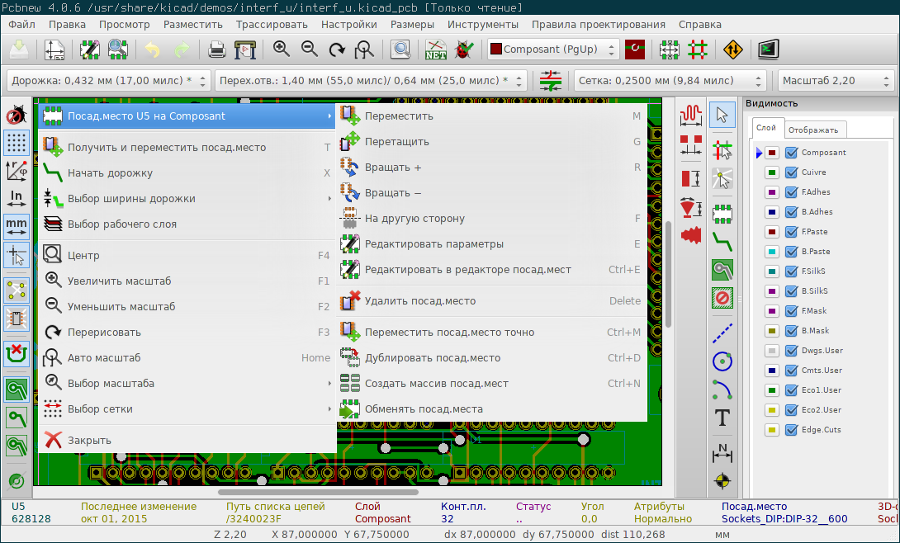 Pcbnew 4.0.6 /usr/share/kicad/demos/interf_u/interf_u.kicad_pcb [Только чтение]
Файл Правка Просмотр Разместить Трассировать Настройки Размеры Инструменты Правила проектирования Справка
NET Composant (PgUp)
Дорожка: 0,432 мм (17,00 милс) * Перех.отв.: 1,40 мм (55,0 милс)/ 0,64 мм (25,0 милс) * Сетка: 0,2500 мм (9,84 милс) Масштаб 2,20
In
mm
Посад.место U5 на Composant
Получить и переместить посад.место T
Начать дорожку X
Выбор ширины дорожки
Выбор рабочего слоя
Центр F4
Увеличить масштаб F1
Уменьшить масштаб F2
Перерисовать F3
Авто масштаб Home
Выбор масштаба
Выбор сетки
Закрыть
Переместить M
Перетащить G
Вращать + R
Вращать −
На другую сторону F
Редактировать параметры E
Редактировать в редакторе посад.мест Ctrl+E
Удалить посад.место Delete
Переместить посад.место точно Ctrl+M
Дублировать посад.место Ctrl+D
Создать массив посад.мест Ctrl+N
Обменять посад.места
T
N
Видимость
Слой Отображать
Composant
Cuivre
F.Adhes
B.Adhes
F.Paste
B.Paste
F.SilkS
B.SilkS
F.Mask
B.Mask
Dwgs.User
Cmts.User
Eco1.User
Eco2.User
Edge.Cuts
U5 Последнее изменение Путь списка цепей Слой Конт.пл. Статус Угол Атрибуты Посад.место 3D-
628128 окт 01, 2015 /3240023F Composant 32 .. 0,0 Нормально Sockets_DIP:DIP-32__600 Sock
Z 2,20 X 87,000000 Y 67,750000 dx 87,000000 dy 67,750000 dist 110,268 мм